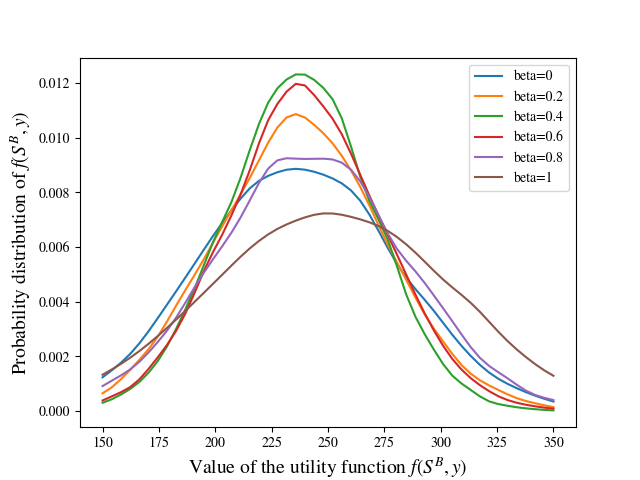 beta=0
beta=0.2
beta=0.4
beta=0.6
beta=0.8
beta=1
Probability distribution of f(S^B, y)
0.012
0.010
0.008
0.006
0.004
0.002
0.000
150 175 200 225 250 275 300 325 350
Value of the utility function f(S^B, y)